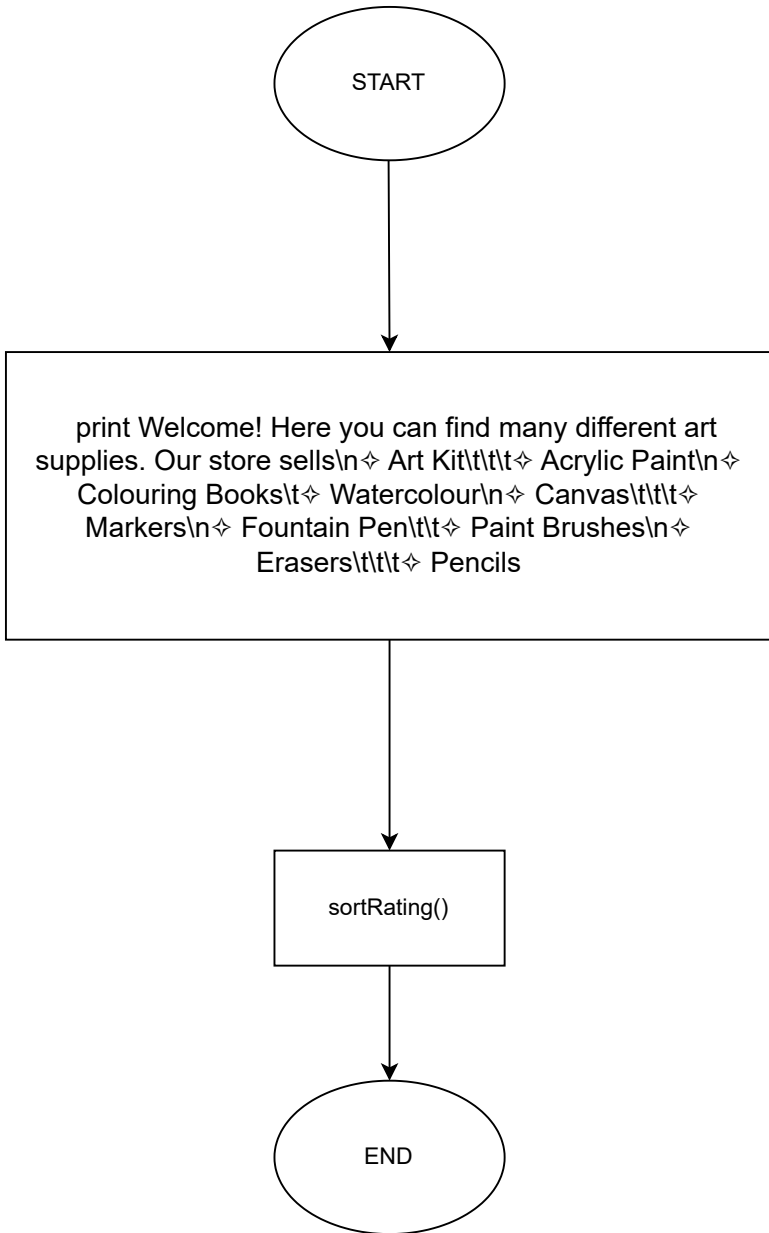 START
print Welcome! Here you can find many different art
supplies. Our store sells\n✧ Art Kit\t\t\t✧ Acrylic Paint\n✧
Colouring Books\t✧ Watercolour\n✧ Canvas\t\t\t✧
Markers\n✧ Fountain Pen\t\t✧ Paint Brushes\n✧
Erasers\t\t\t✧ Pencils
sortRating()
END